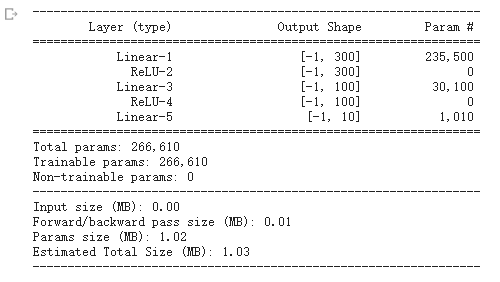 ----------------------------------------------------------------
Layer (type) Output Shape Param #
================================================================
Linear-1 [-1, 300] 235,500
ReLU-2 [-1, 300] 0
Linear-3 [-1, 100] 30,100
ReLU-4 [-1, 100] 0
Linear-5 [-1, 10] 1,010
================================================================
Total params: 266,610
Trainable params: 266,610
Non-trainable params: 0
----------------------------------------------------------------
Input size (MB): 0.00
Forward/backward pass size (MB): 0.01
Params size (MB): 1.02
Estimated Total Size (MB): 1.03
----------------------------------------------------------------